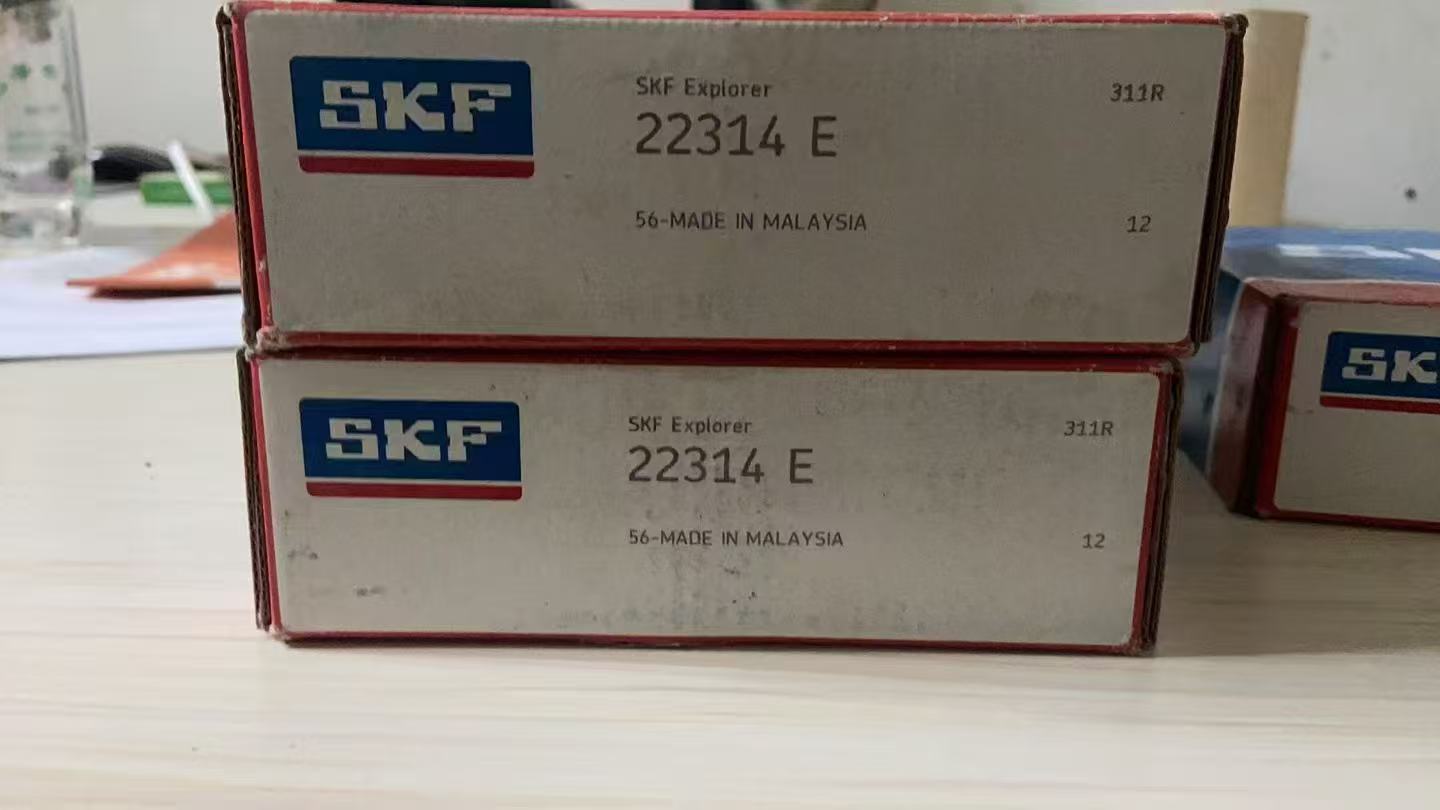 SKF
SKF Explorer 311R
22314 E
56-MADE IN MALAYSIA 12
SKF
SKF Explorer 311R
22314 E
56-MADE IN MALAYSIA 12